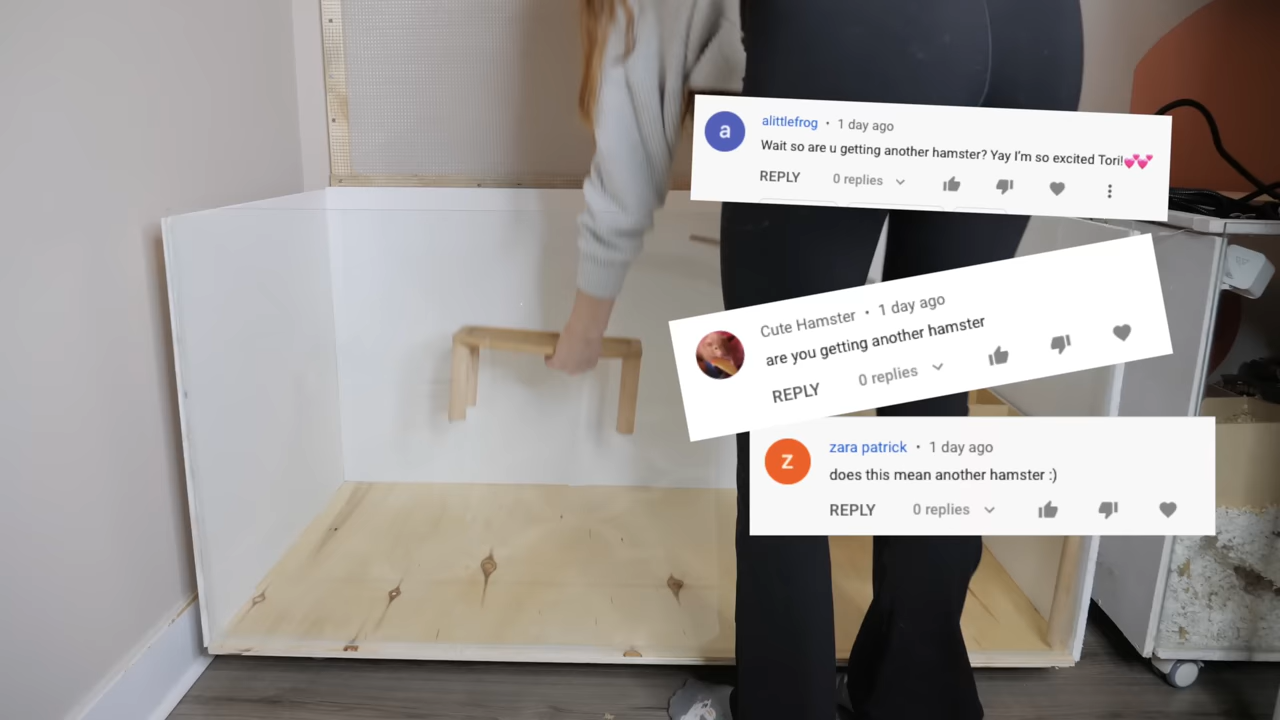 a
alittlefrog • 1 day ago
Wait so are u getting another hamster? Yay I'm so excited Tori!💕💕
REPLY 0 replies
Cute Hamster • 1 day ago
are you getting another hamster
REPLY 0 replies
z
zara patrick • 1 day ago
does this mean another hamster :)
REPLY 0 replies